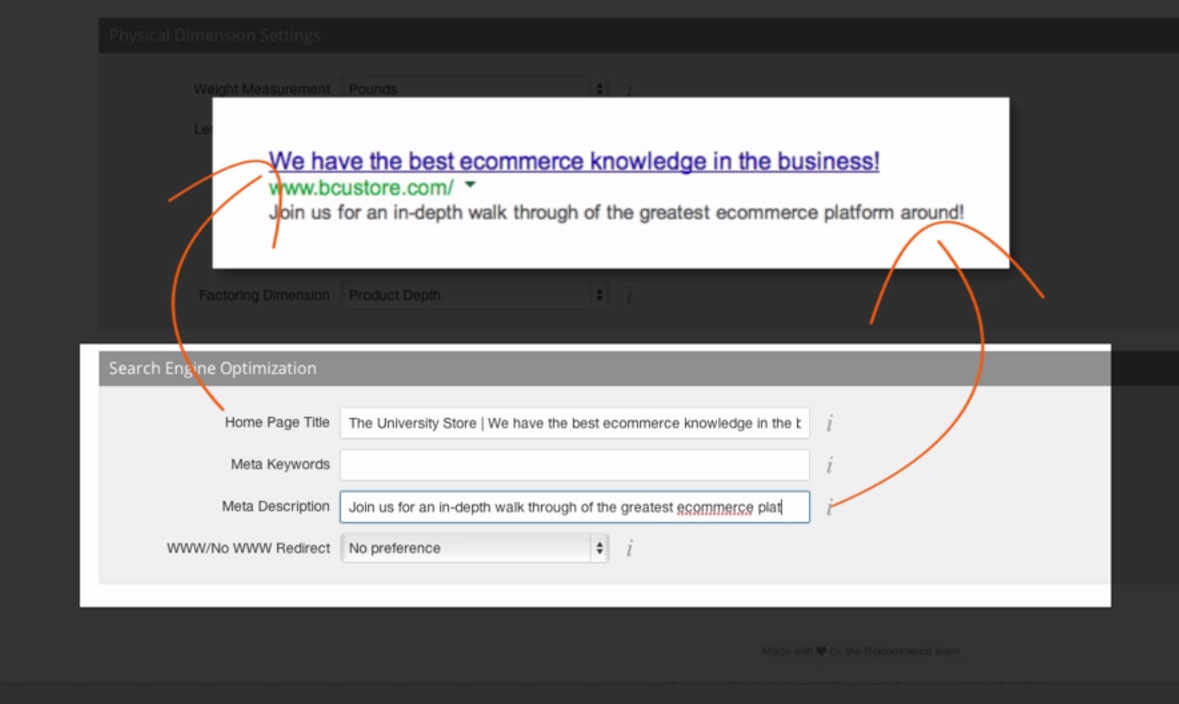 Physical Dimension Settings
Weight Measurement Pounds
We have the best ecommerce knowledge in the business!
www.bcustore.com/
Join us for an in-depth walk through of the greatest ecommerce platform around!
Factoring Dimension Product Depth
Search Engine Optimization
Home Page Title The University Store | We have the best ecommerce knowledge in the b
Meta Keywords
Meta Description Join us for an in-depth walk through of the greatest ecommerce plat
WWW/No WWW Redirect No preference
Made with ♥ by the Bigcommerce team